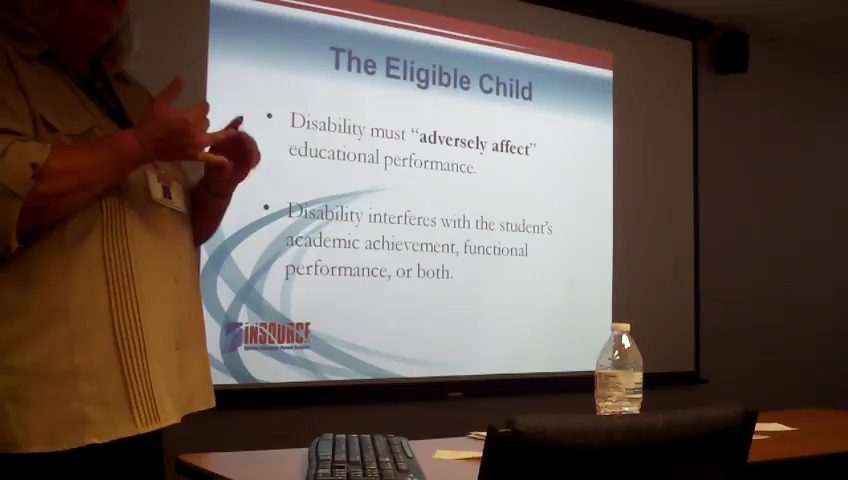 The Eligible Child
• Disability must “adversely affect”
educational performance.
• Disability interferes with the student’s
academic achievement, functional
performance, or both.
INSOURCE